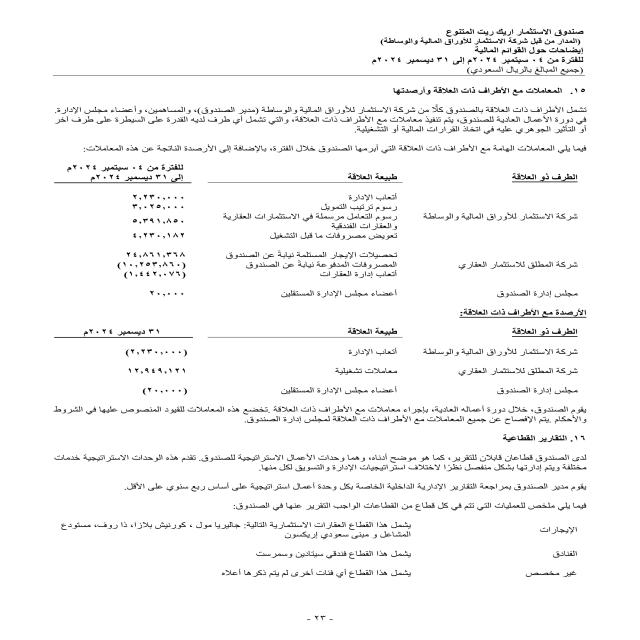 صندوق الاستثمار اريك ريت المتنوع
(المدار من قبل شركة الاستثمار للأوراق المالية والوساطة)
إيضاحات حول القوائم المالية
للفترة من ٠٤ سبتمبر ٢٠٢٤م إلى ٣١ ديسمبر ٢٠٢٤م
(جميع المبالغ بالريال السعودي)
١٥. المعاملات مع الأطراف ذات العلاقة وأرصدتها
تشمل الأطراف ذات العلاقة بالصندوق كلًا من شركة الاستثمار للأوراق المالية والوساطة (مدير الصندوق)، والمساهمين، وأعضاء مجلس الإدارة.
في دورة الأعمال العادية للصندوق، يتم تنفيذ معاملات مع الأطراف ذات العلاقة، والتي تشمل أي طرف لديه القدرة على السيطرة على طرف آخر
أو التأثير الجوهري عليه في اتخاذ القرارات المالية أو التشغيلية.
فيما يلي المعاملات الهامة مع الأطراف ذات العلاقة التي أبرمها الصندوق خلال الفترة، بالإضافة إلى الأرصدة الناتجة عن هذه المعاملات:
الطرف ذو العلاقة طبيعة العلاقة للفترة من ٠٤ سبتمبر ٢٠٢٤م
إلى ٣١ ديسمبر ٢٠٢٤م
أتعاب الإدارة ٢,٢٣٠,٠٠٠
رسوم ترتيب التمويل ٣,٠٢٥,٠٠٠
شركة الاستثمار للأوراق المالية والوساطة رسوم التعامل مرسملة في الاستثمارات العقارية ٥,٣٩١,٨٥٠
والعقارات الفندقية
تعويض مصروفات ما قبل التشغيل ٤,٢٣٠,١٨٢
تحصيلات الإيجار المستلمة نيابة عن الصندوق ٢٤,٨٦١,٣٦٨
شركة المطلق للاستثمار العقاري المصروفات المدفوعة نيابة عن الصندوق (١٠,٢٥٣,٨٦٠)
أتعاب إدارة العقارات (١,٤٤٢,٠٧٦)
مجلس إدارة الصندوق أعضاء مجلس الإدارة المستقلين ٢٠,٠٠٠
الأرصدة مع الأطراف ذات العلاقة:
الطرف ذو العلاقة طبيعة العلاقة ٣١ ديسمبر ٢٠٢٤م
شركة الاستثمار للأوراق المالية والوساطة أتعاب الإدارة (٢,٢٣٠,٠٠٠)
شركة المطلق للاستثمار العقاري معاملات تشغيلية ١٢,٩٤٩,١٢١
مجلس إدارة الصندوق أعضاء مجلس الإدارة المستقلين (٢٠,٠٠٠)
يقوم الصندوق، خلال دورة أعماله العادية، بإجراء معاملات مع الأطراف ذات العلاقة. تخضع هذه المعاملات للقيود المنصوص عليها في الشروط
والأحكام. يتم الإفصاح عن جميع المعاملات مع الأطراف ذات العلاقة لمجلس إدارة الصندوق.
١٦. التقارير القطاعية
لدى الصندوق قطاعان قابلان للتقرير، كما هو موضح أدناه، وهما وحدات الأعمال الاستراتيجية للصندوق. تقدم هذه الوحدات الاستراتيجية خدمات
مختلفة ويتم إدارتها بشكل منفصل نظرًا لاختلاف استراتيجيات الإدارة والتسويق لكل منها.
يقوم مدير الصندوق بمراجعة التقارير الإدارية الداخلية الخاصة بكل وحدة أعمال استراتيجية على أساس ربع سنوي على الأقل.
فيما يلي ملخص للعمليات التي تتم في كل قطاع من القطاعات الواجب التقرير عنها في الصندوق:
الإيجارات يشمل هذا القطاع العقارات الاستثمارية التالية: جاليريا مول ، كورنيش بلازا، ذا روف، مستودع
المشاعل و مبنى سعودي إريكسون
الفنادق يشمل هذا القطاع فندقي سيتادين وسمرست
غير مخصص يشمل هذا القطاع أي فئات أخرى لم يتم ذكرها أعلاه
- ٢٣ -